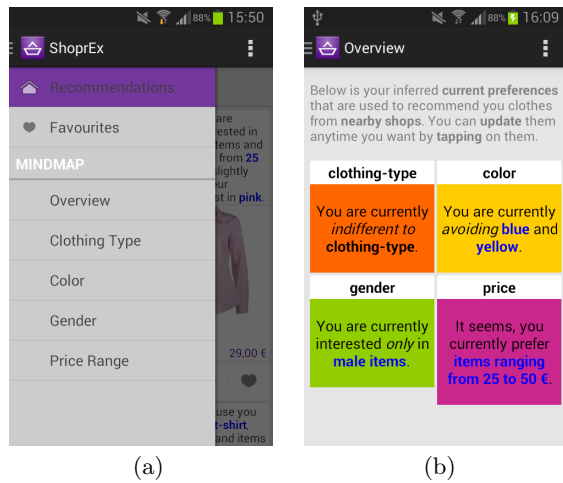 88% 15:50
ShoprEx
Recommendations
Favourites
MINDMAP
Overview
Clothing Type
Color
Gender
Price Range
are
rested in
tems and
from 25
slightly
our
st in pink.
29,00 €
use you
t-shirt,
and items
(a)
88% 16:09
Overview
Below is your inferred current preferences
that are used to recommend you clothes
from nearby shops. You can update them
anytime you want by tapping on them.
clothing-type
You are currently
indifferent to
clothing-type.
color
You are currently
avoiding blue and
yellow.
gender
You are currently
interested only in
male items.
price
It seems, you
currently prefer
items ranging
from 25 to 50 €.
(b)